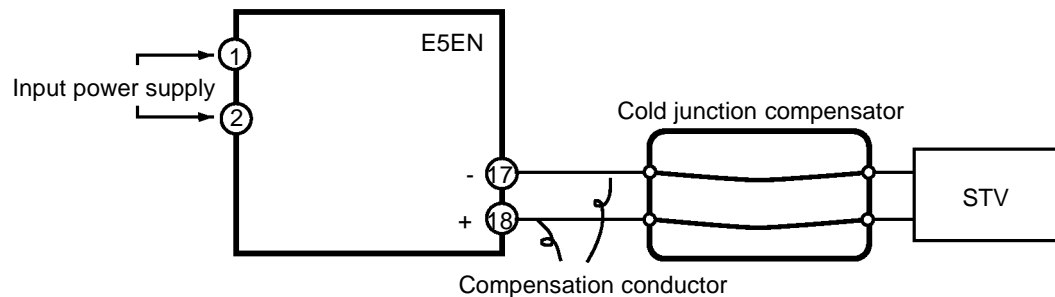 E5EN
1
Input power supply
2
Cold junction compensator
- 17
STV
+ 18
Compensation conductor